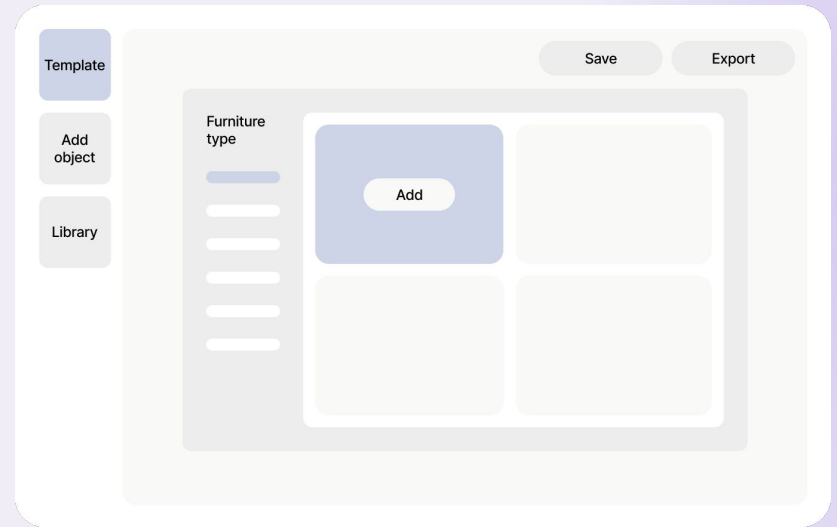 Template
Save
Export
Furniture
type
Add
object
Add
Library